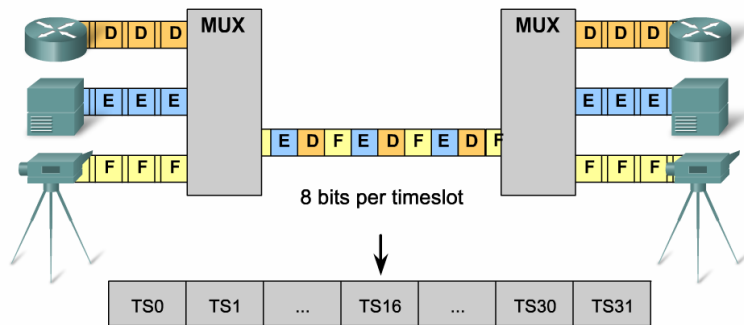 D D D MUX MUX D D D
E E E E E E
E D F E D F E D F
F F F F F F
8 bits per timeslot
TS0 TS1 ... TS16 ... TS30 TS31